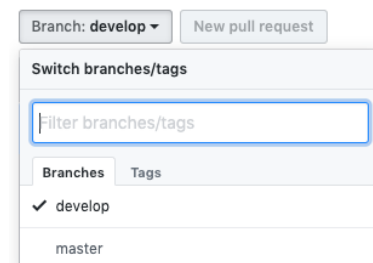 Branch: develop New pull request
Switch branches/tags
Filter branches/tags
Branches Tags
develop
master